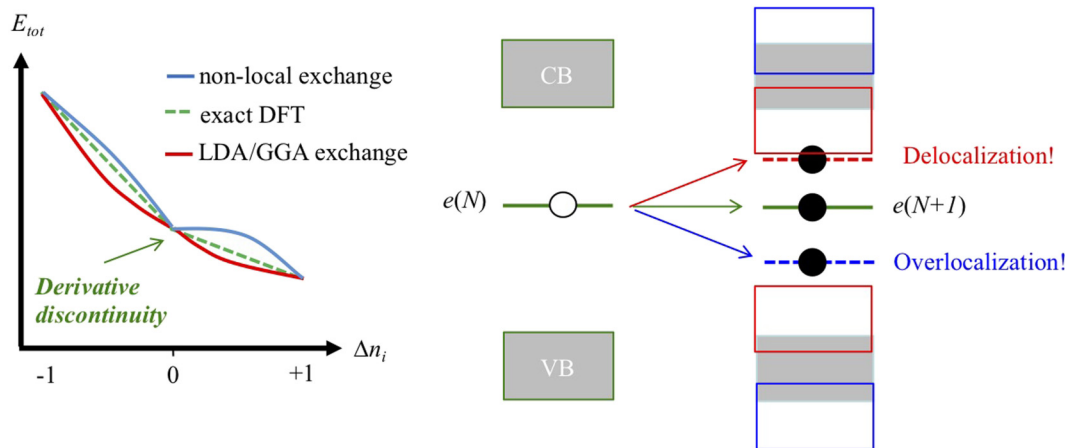 E_tot
non-local exchange
exact DFT
LDA/GGA exchange
Derivative
discontinuity
Δn_i
-1
0
+1
CB
e(N)
VB
Delocalization!
e(N+1)
Overlocalization!